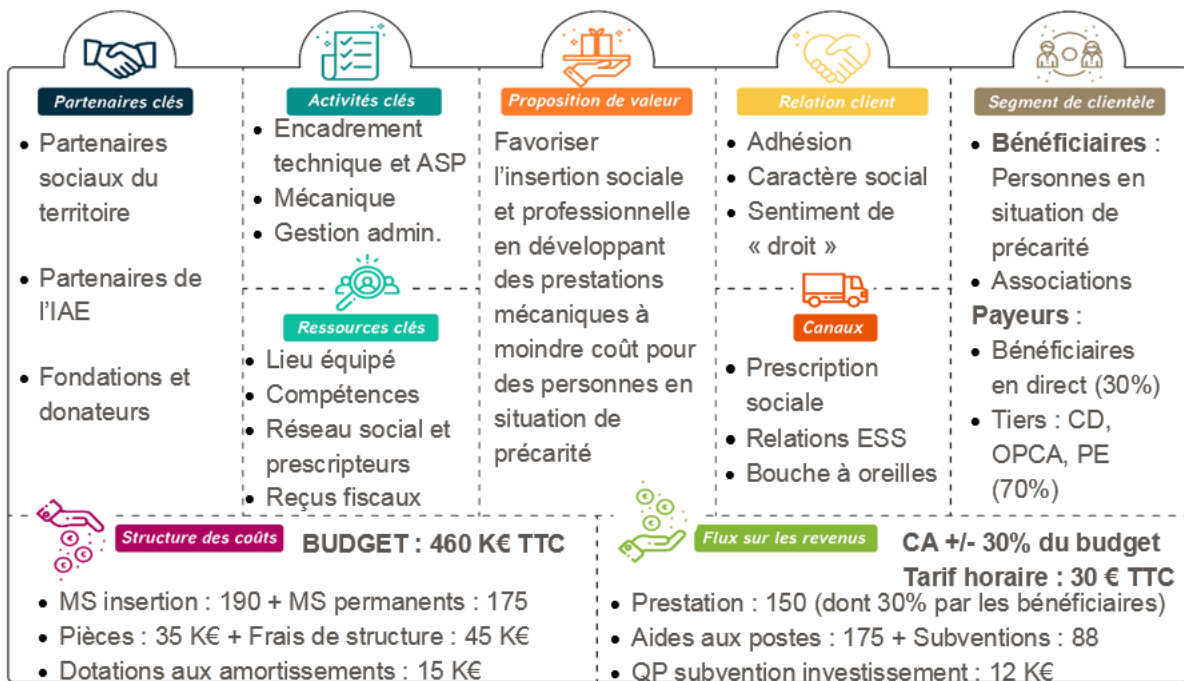 Partenaires clés
• Partenaires
sociaux du
territoire
• Partenaires de
l'IAE
• Fondations et
donateurs
Activités clés
• Encadrement
technique et ASP
• Mécanique
• Gestion admin.
Ressources clés
• Lieu équipé
• Compétences
• Réseau social et
prescripteurs
• Reçus fiscaux
Proposition de valeur
Favoriser
l'insertion sociale
et professionnelle
en développant
des prestations
mécaniques à
moindre coût pour
des personnes en
situation de
précarité
Relation client
• Adhésion
• Caractère social
• Sentiment de
« droit »
Canaux
• Prescription
sociale
• Relations ESS
• Bouche à oreilles
Segment de clientèle
• Bénéficiaires :
Personnes en
situation de
précarité
• Associations
Payeurs :
• Bénéficiaires
en direct (30%)
• Tiers : CD,
OPCA, PE
(70%)
Structure des coûts
BUDGET : 460 K€ TTC
• MS insertion : 190 + MS permanents : 175
• Pièces : 35 K€ + Frais de structure : 45 K€
• Dotations aux amortissements : 15 K€
Flux sur les revenus
CA +/- 30% du budget
Tarif horaire : 30 € TTC
• Prestation : 150 (dont 30% par les bénéficiaires)
• Aides aux postes : 175 + Subventions : 88
• QP subvention investissement : 12 K€